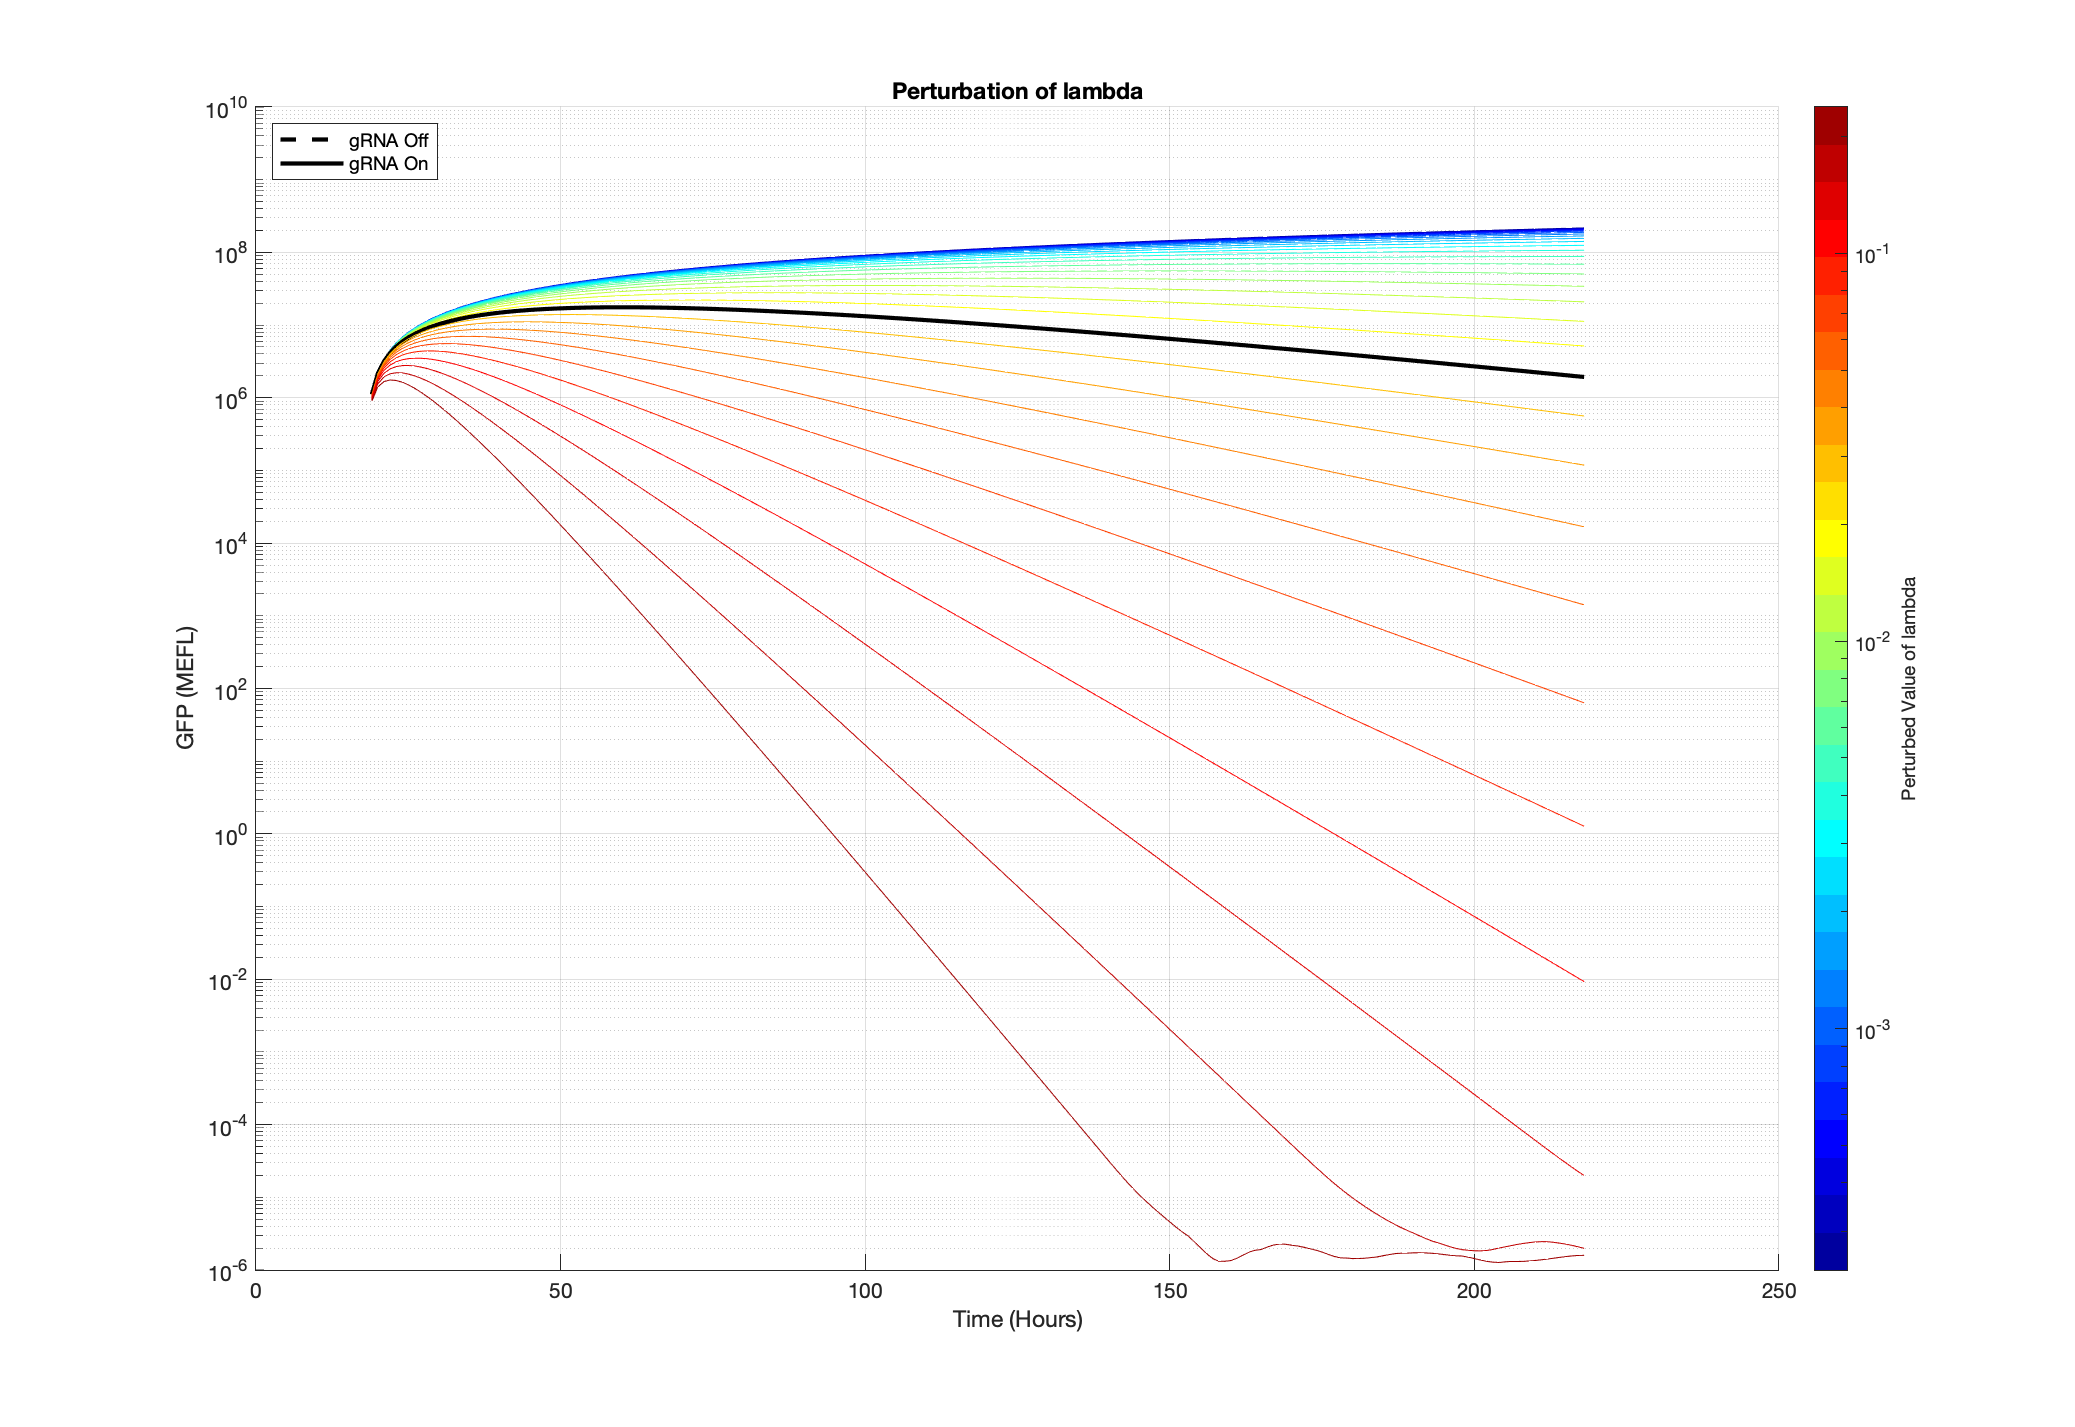 Perturbation of lambda
gRNA Off
gRNA On
10^10
10^8
10^6
10^4
10^2
10^0
10^-2
10^-4
10^-6
GFP (MEFL)
0 50 100 150 200 250
Time (Hours)
10^-1
10^-2
10^-3
Perturbed Value of lambda